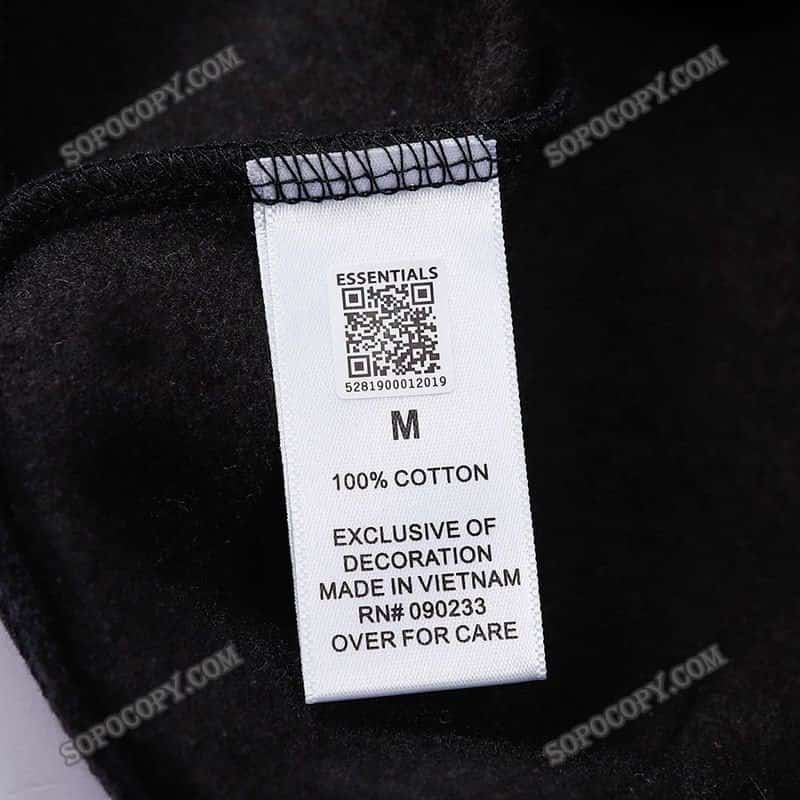 SOPOCOPY.COM
SOPOCOPY.COM
ESSENTIALS
5281900012019
M
100% COTTON
EXCLUSIVE OF
DECORATION
MADE IN VIETNAM
RN# 090233
OVER FOR CARE
SOPOCOPY.COM
SOPOCOPY.COM